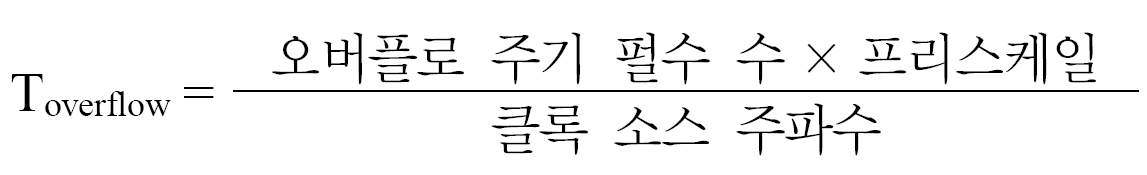 T_overflow = 오버플로 주기 펄수 수 × 프리스케일
클록 소스 주파수